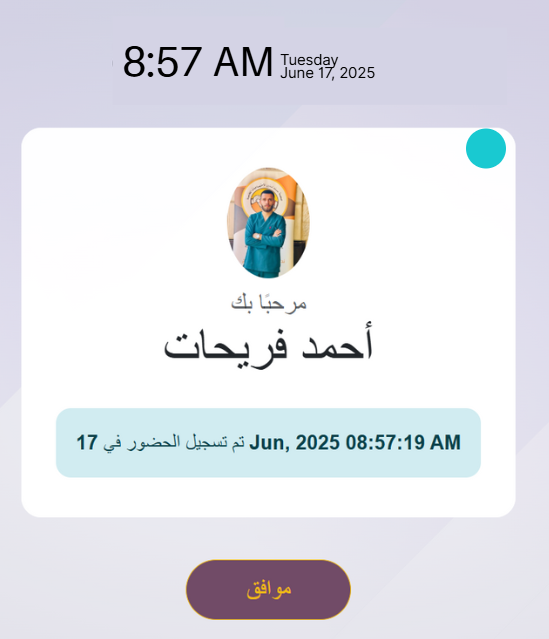 8:57 AM
Tuesday
June 17, 2025
مرحبًا بك
أحمد فريحات
تم تسجيل الحضور في 17 Jun, 2025 08:57:19 AM
موافق